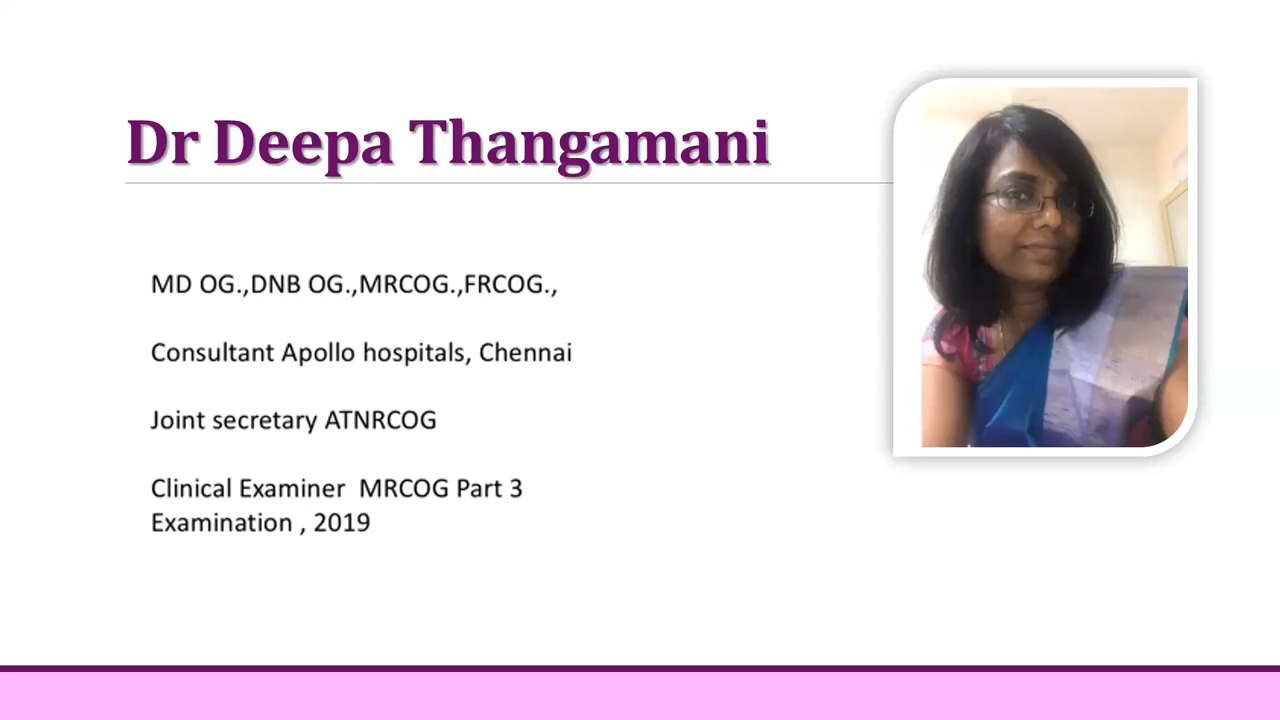 Dr Deepa Thangamani
MD OG.,DNB OG.,MRCOG.,FRCOG.,
Consultant Apollo hospitals, Chennai
Joint secretary ATNRCOG
Clinical Examiner  MRCOG Part 3
Examination , 2019